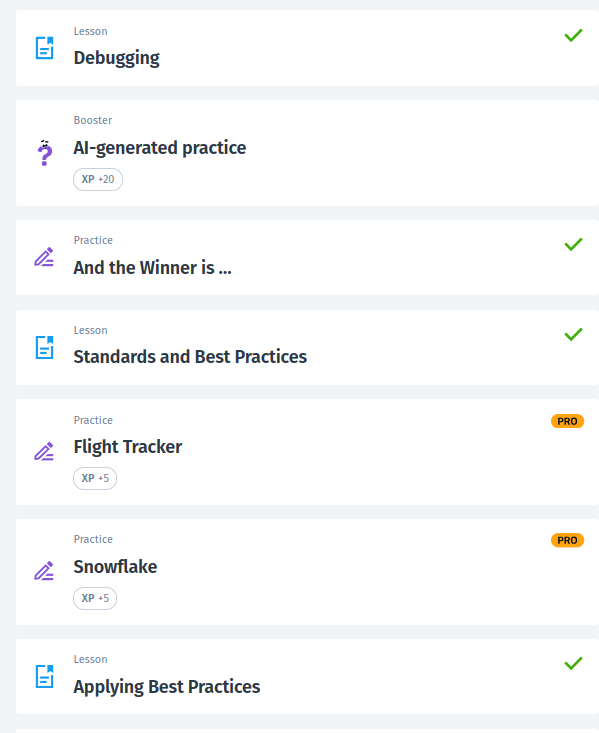 Lesson
Debugging
Booster
AI-generated practice
XP +20
Practice
And the Winner is ...
Lesson
Standards and Best Practices
Practice
PRO
Flight Tracker
XP +5
Practice
PRO
Snowflake
XP +5
Lesson
Applying Best Practices